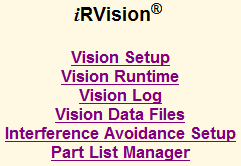 iRVision®
Vision Setup
Vision Runtime
Vision Log
Vision Data Files
Interference Avoidance Setup
Part List Manager